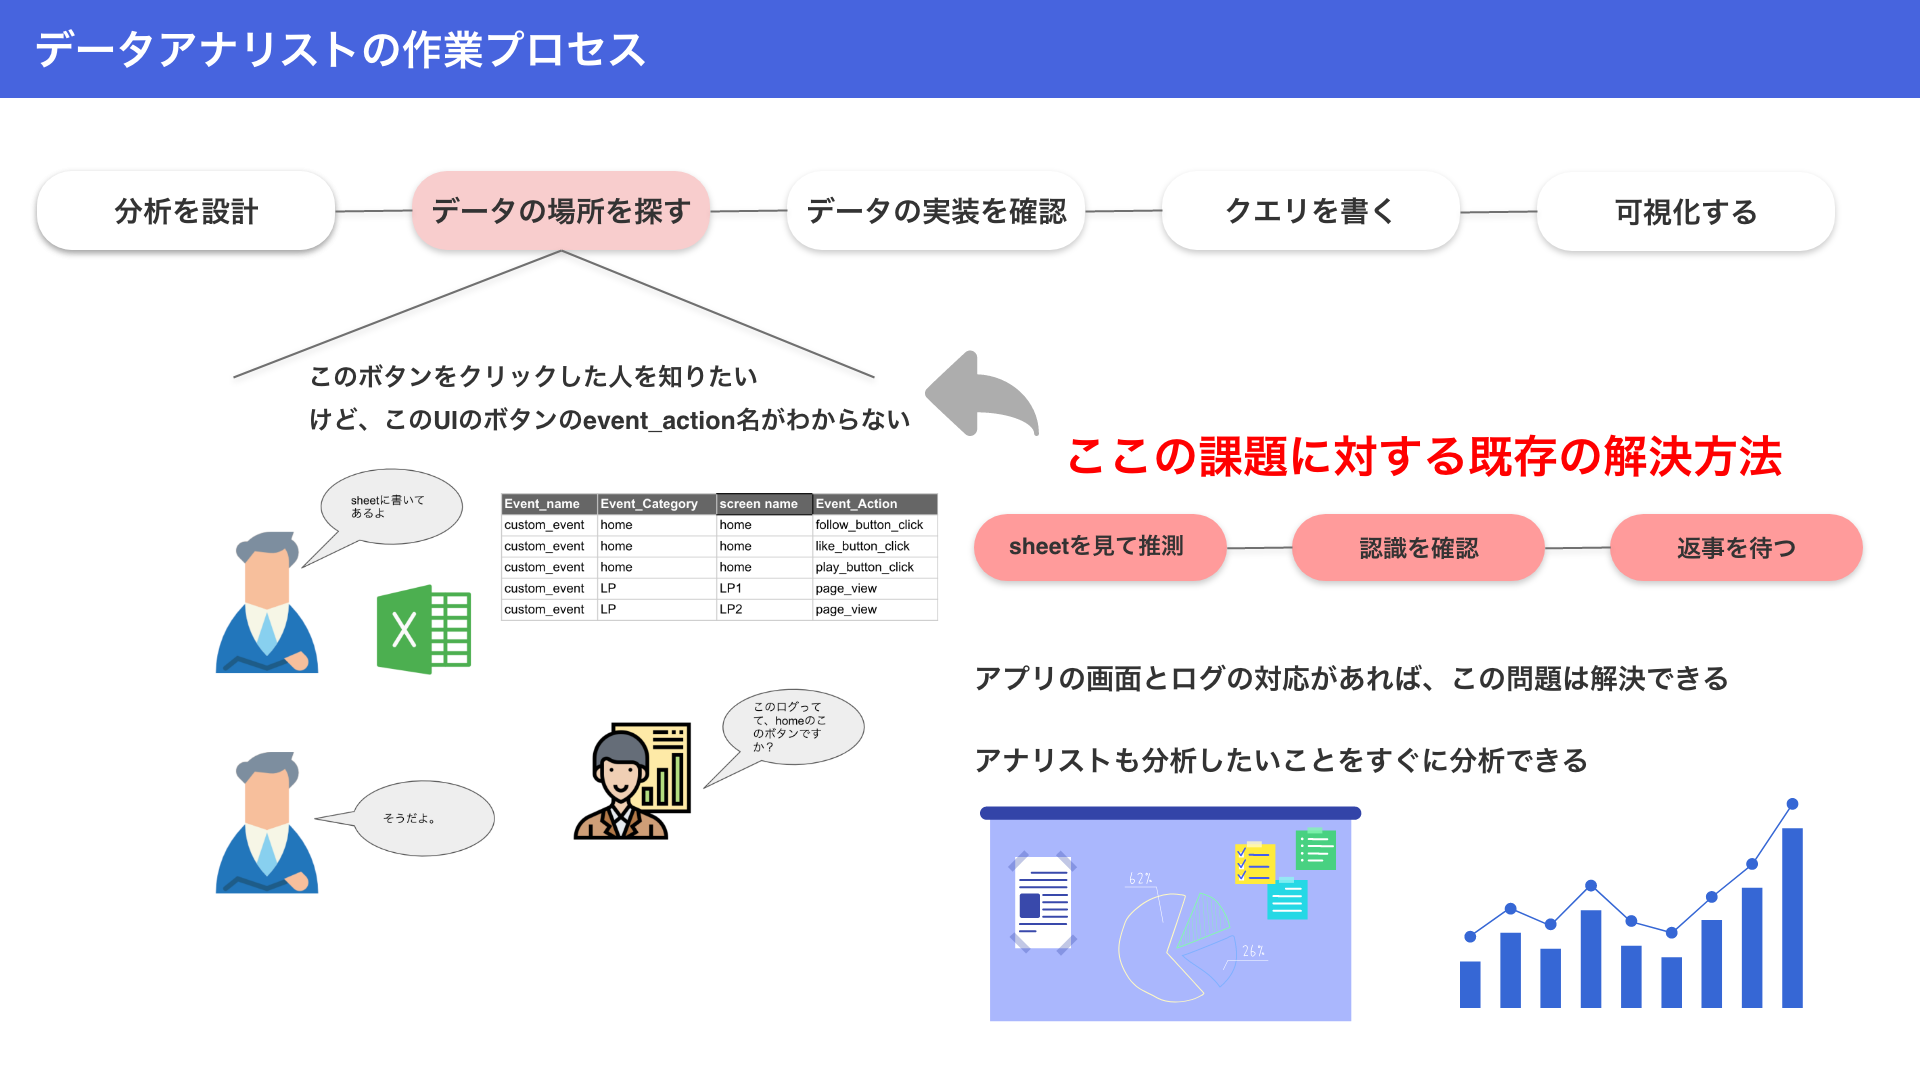 データアナリストの作業プロセス
分析を設計
データの場所を探す
データの実装を確認
クエリを書く
可視化する
このボタンをクリックした人を知りたい
けど、このUIのボタンのevent_action名がわからない
sheetに書いて
あるよ
Event_name Event_Category screen name Event_Action
custom_event home home follow_button_click
custom_event home home like_button_click
custom_event home home play_button_click
custom_event LP LP1 page_view
custom_event LP LP2 page_view
このログって
て、homeのこ
のボタンです
か？
そうだよ。
ここの課題に対する既存の解決方法
sheetを見て推測
認識を確認
返事を待つ
アプリの画面とログの対応があれば、この問題は解決できる
アナリストも分析したいことをすぐに分析できる
62%
26%